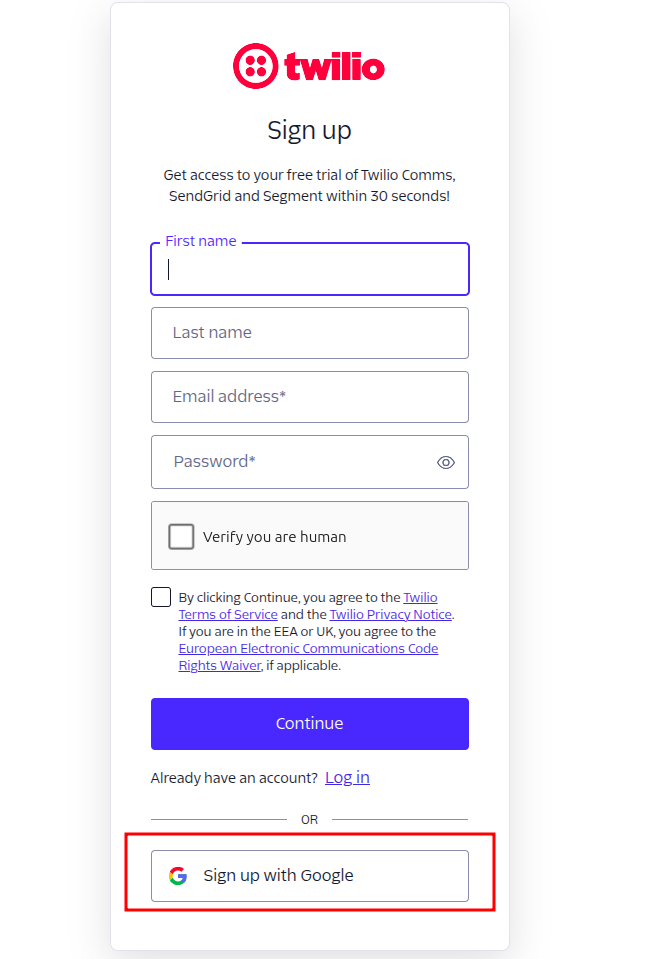 twilio
Sign up
Get access to your free trial of Twilio Comms,
SendGrid and Segment within 30 seconds!
First name
Last name
Email address*
Password*
Verify you are human
By clicking Continue, you agree to the Twilio
Terms of Service and the Twilio Privacy Notice.
If you are in the EEA or UK, you agree to the
European Electronic Communications Code
Rights Waiver, if applicable.
Continue
Already have an account? Log in
OR
Sign up with Google